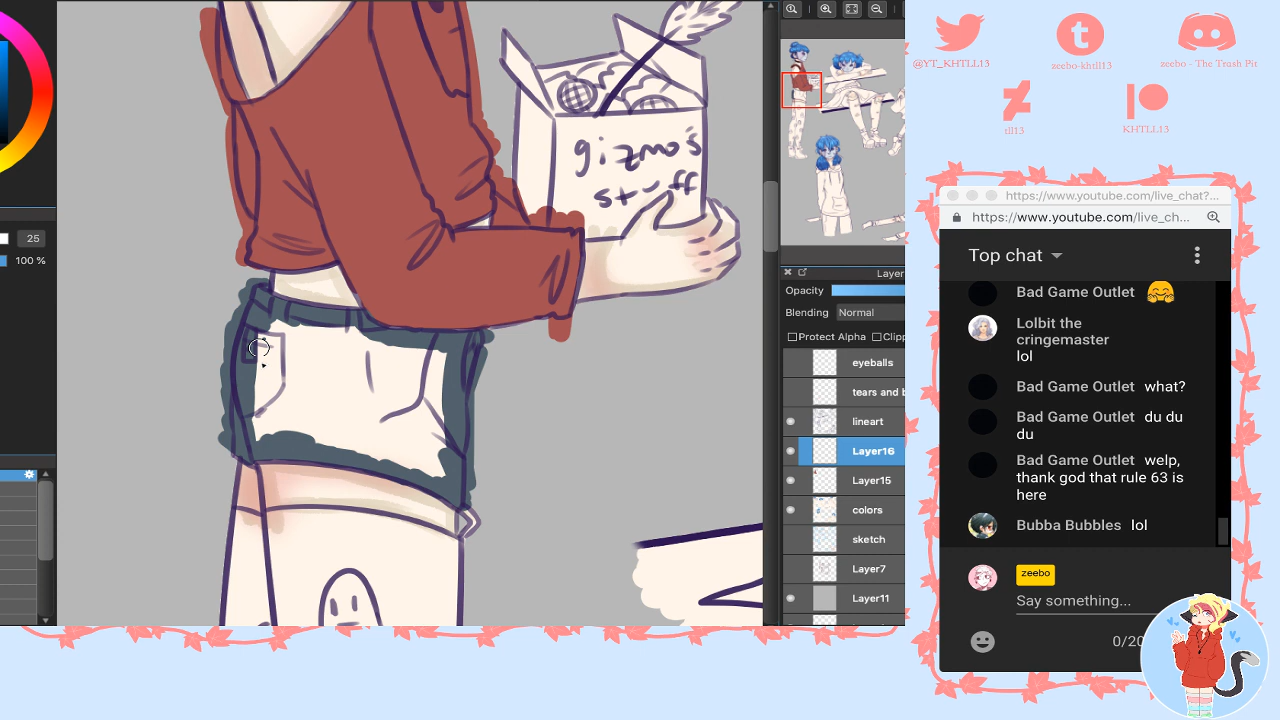 gizmo's
stuff
25
100 %
Layer
Opacity
Blending
Normal
Protect Alpha
eyeballs
tears and
lineart
Layer16
Layer15
colors
sketch
Layer7
Layer11
@YT_KHTLL13
zeebo-khtll13
zeebo - The Trash Pit
tll13
KHTLL13
https://www.youtube.com/live_chat?...
https://www.youtube.com/live_ch...
Top chat
Bad Game Outlet
Lolbit the
cringemaster
lol
Bad Game Outlet what?
Bad Game Outlet du du
du
Bad Game Outlet welp,
thank god that rule 63 is
here
Bubba Bubbles lol
zeebo
Say something...